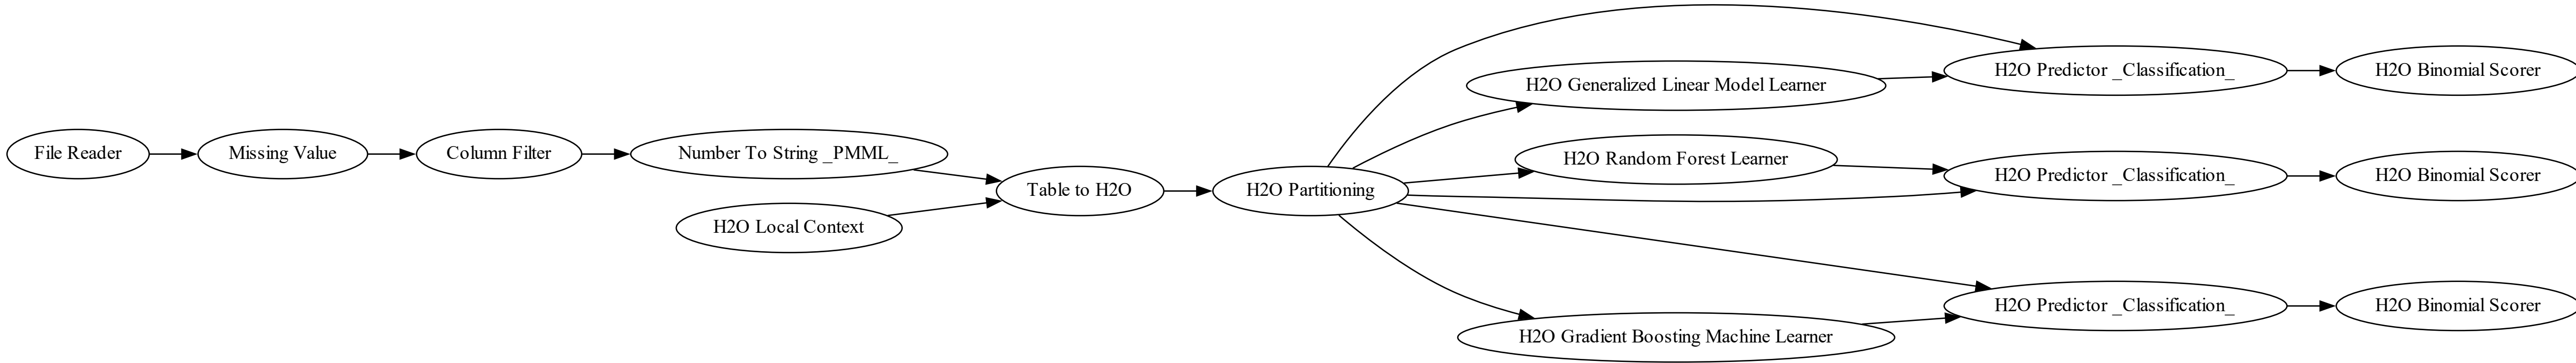 File Reader
Missing Value
Column Filter
Number To String _PMML_
H2O Local Context
Table to H2O
H2O Partitioning
H2O Generalized Linear Model Learner
H2O Random Forest Learner
H2O Gradient Boosting Machine Learner
H2O Predictor _Classification_
H2O Binomial Scorer
H2O Predictor _Classification_
H2O Binomial Scorer
H2O Predictor _Classification_
H2O Binomial Scorer